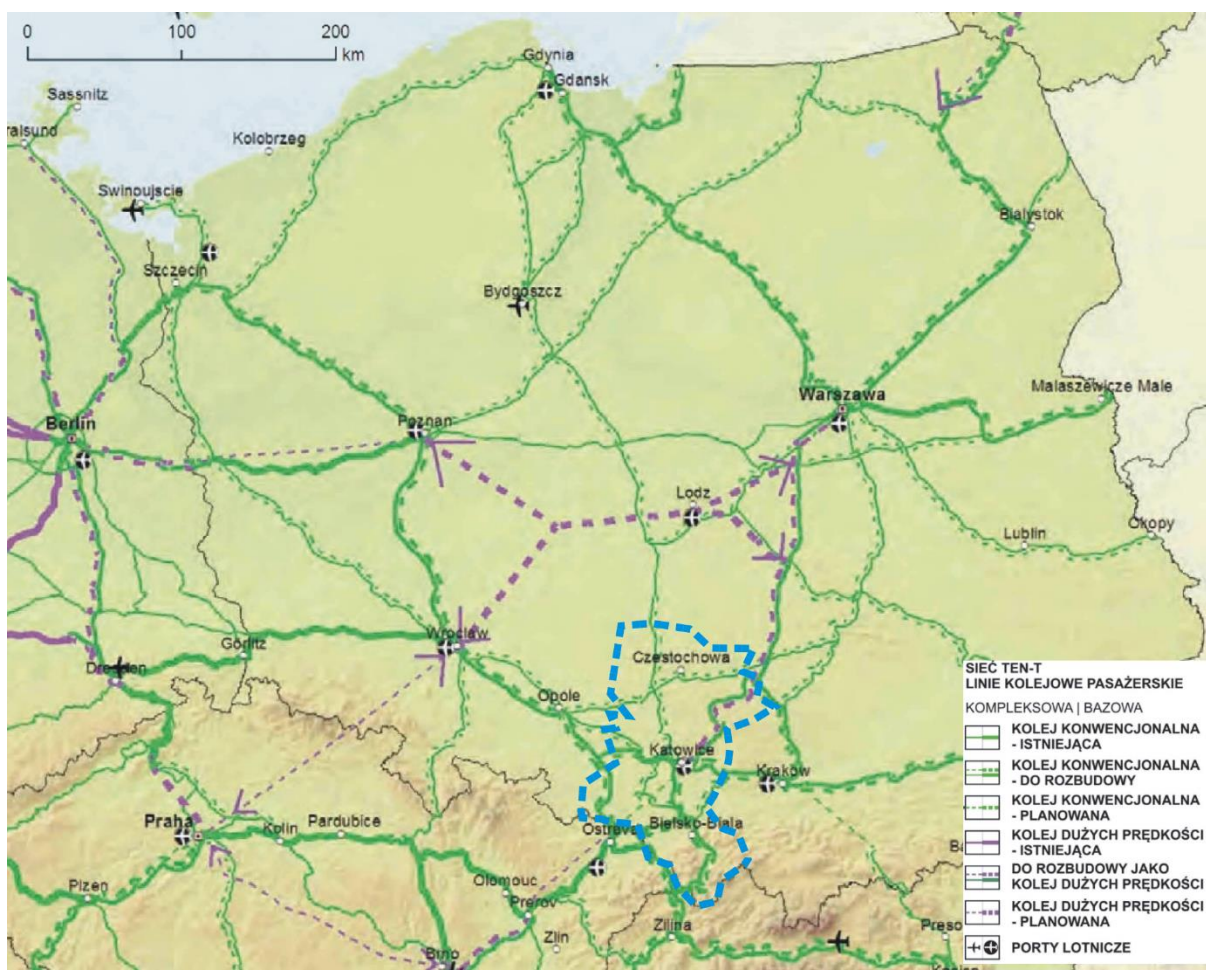 0 100 200
km
Gdynia
Gdansk
Sassnitz
ralsund
Kolobrzeg
Swinoujscie
Bialystok
Szczecin
Bydgoszcz
Malaszewicze Male
Warszawa
Berlin
Poznan
Lodz
Lublin
Okopy
Görlitz
Wroclaw
Czestochowa
Dresden
Opole
Katowice
Kraków
Praha
Kolin
Pardubice
Ostrava
Bielsko-Biala
Plzen
Olomouc
Prerov
Zlin
Zilina
Brno
Preso
SIEĆ TEN-T
LINIE KOLEJOWE PASAŻERSKIE
KOMPLEKSOWA | BAZOWA
KOLEJ KONWENCJONALNA
- ISTNIEJĄCA
KOLEJ KONWENCJONALNA
- DO ROZBUDOWY
KOLEJ KONWENCJONALNA
- PLANOWANA
KOLEJ DUŻYCH PRĘDKOŚCI
- ISTNIEJĄCA
DO ROZBUDOWY JAKO
KOLEJ DUŻYCH PRĘDKOŚCI
KOLEJ DUŻYCH PRĘDKOŚCI
- PLANOWANA
PORTY LOTNICZE